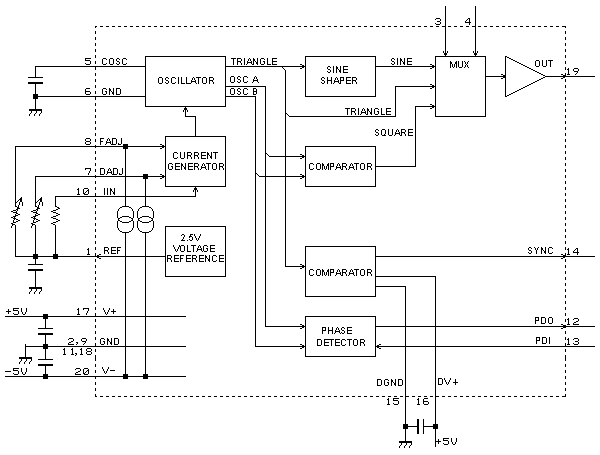 3 4
5 COSC
OSCILLATOR
TRIANGLE
SINE
SHAPER
SINE
MUX
OUT
19
6 GND
OSC A
OSC B
TRIANGLE
SQUARE
8 FADJ
CURRENT
GENERATOR
COMPARATOR
7 DADJ
10 IIN
1 REF
2.5V
VOLTAGE
REFERENCE
COMPARATOR
SYNC 14
+5V 17 V+
PHASE
DETECTOR
PDO 12
PDI 13
2,9 GND
11,18
-5V 20 V-
DGND DV+
15 16
+5V